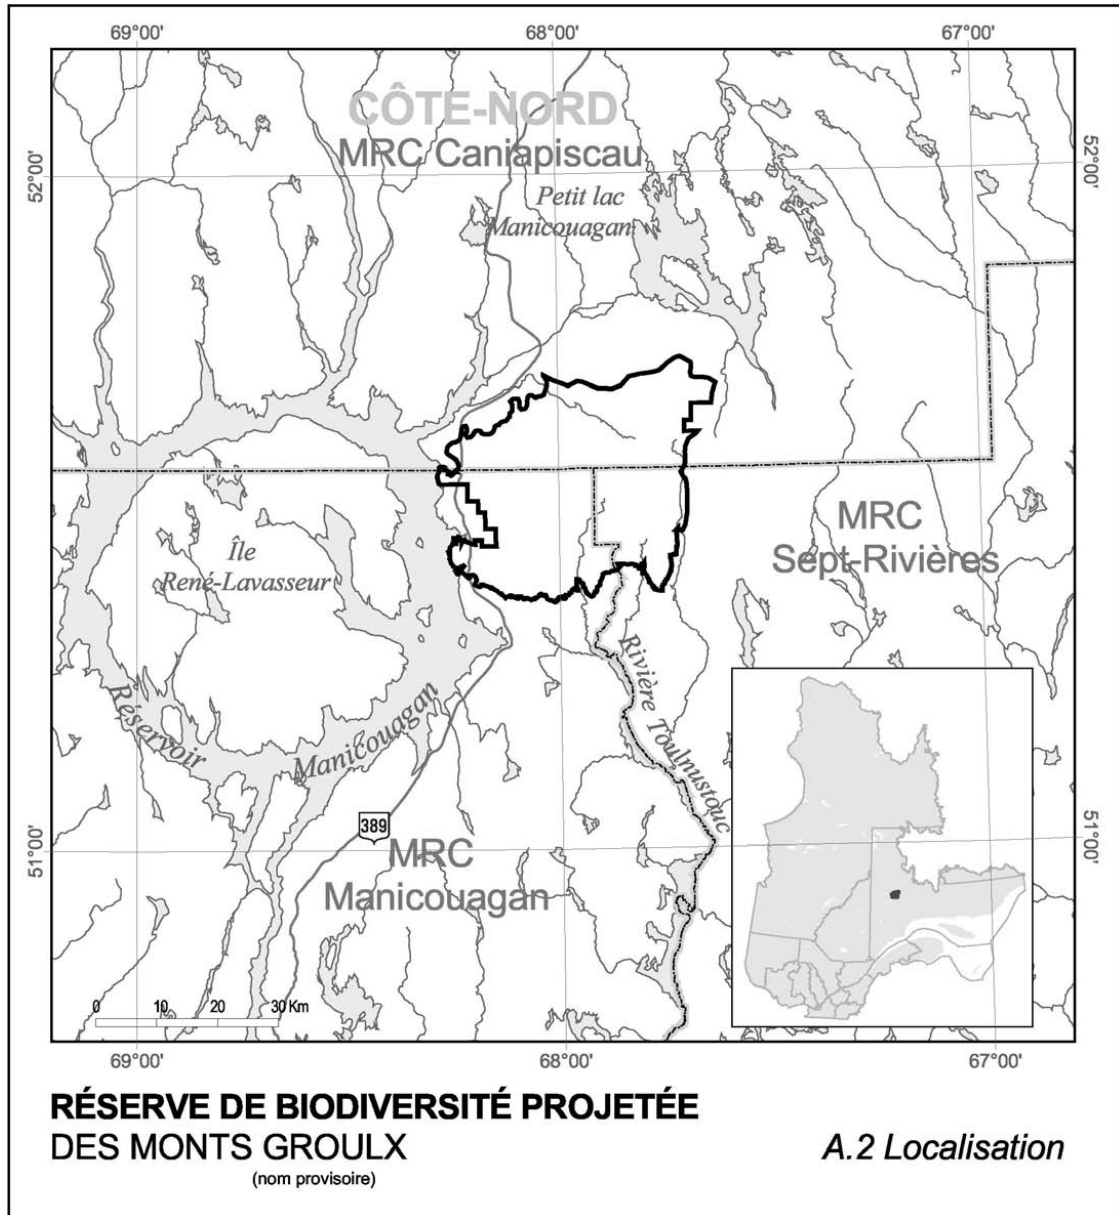 69°00'
68°00'
67°00'
CÔTE-NORD
MRC Caniapiscau
52°00'
52°00'
Petit lac
Manicouagan
MRC
Sept-Rivières
Île
René-Lavasseur
Réservoir
Manicouagan
Rivière Toulnustouc
389
51°00'
51°00'
MRC
Manicouagan
0 10 20 30 Km
69°00'
68°00'
67°00'
RÉSERVE DE BIODIVERSITÉ PROJETÉE
DES MONTS GROULX
(nom provisoire)
A.2 Localisation